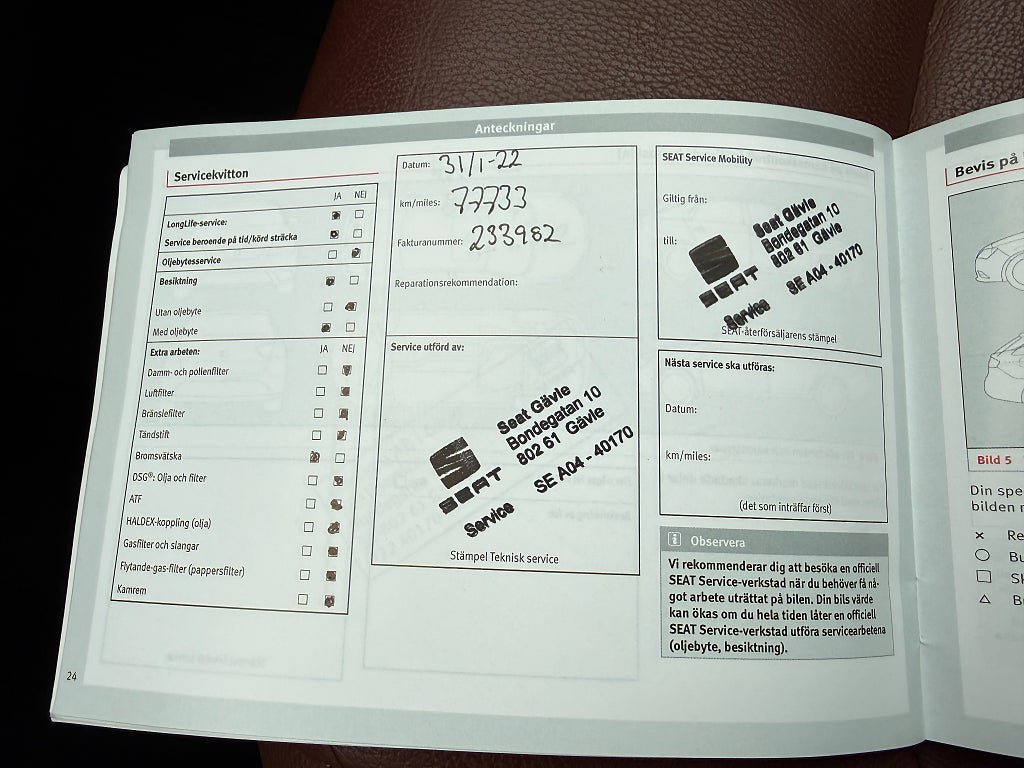 Anteckningar
Servicekvitton
JA NEJ
LongLife-service:
Service beroende på tid/körd sträcka
Oljebytesservice
Besiktning
Utan oljebyte
Med oljebyte
Extra arbeten: JA NEJ
Damm- och pollenfilter
Luftfilter
Bränslefilter
Tändstift
Bromsvätska
DSG®: Olja och filter
ATF
HALDEX-koppling (olja)
Gasfilter och slangar
Flytande-gas-filter (pappersfilter)
Kamrem
24
Datum: 31/1-22
km/miles: 77733
Fakturanummer: 233982
Reparationsrekommendation:
Service utförd av:
SEAT
Service
Seat Gävle
Bondegatan 10
802 61 Gävle
SE A04 - 40170
Stämpel Teknisk service
SEAT Service Mobility
Giltig från:
till:
SEAT
Service
Seat Gävle
Bondegatan 10
802 61 Gävle
SE A04 - 40170
SEAT-återförsäljarens stämpel
Nästa service ska utföras:
Datum:
km/miles:
(det som inträffar först)
Observera
Vi rekommenderar dig att besöka en officiell
SEAT Service-verkstad när du behöver få nå-
got arbete uträttat på bilen. Din bils värde
kan ökas om du hela tiden låter en officiell
SEAT Service-verkstad utföra servicearbetena
(oljebyte, besiktning).
Bevis på
Bild 5
Din spe
bilden
Re
Bu